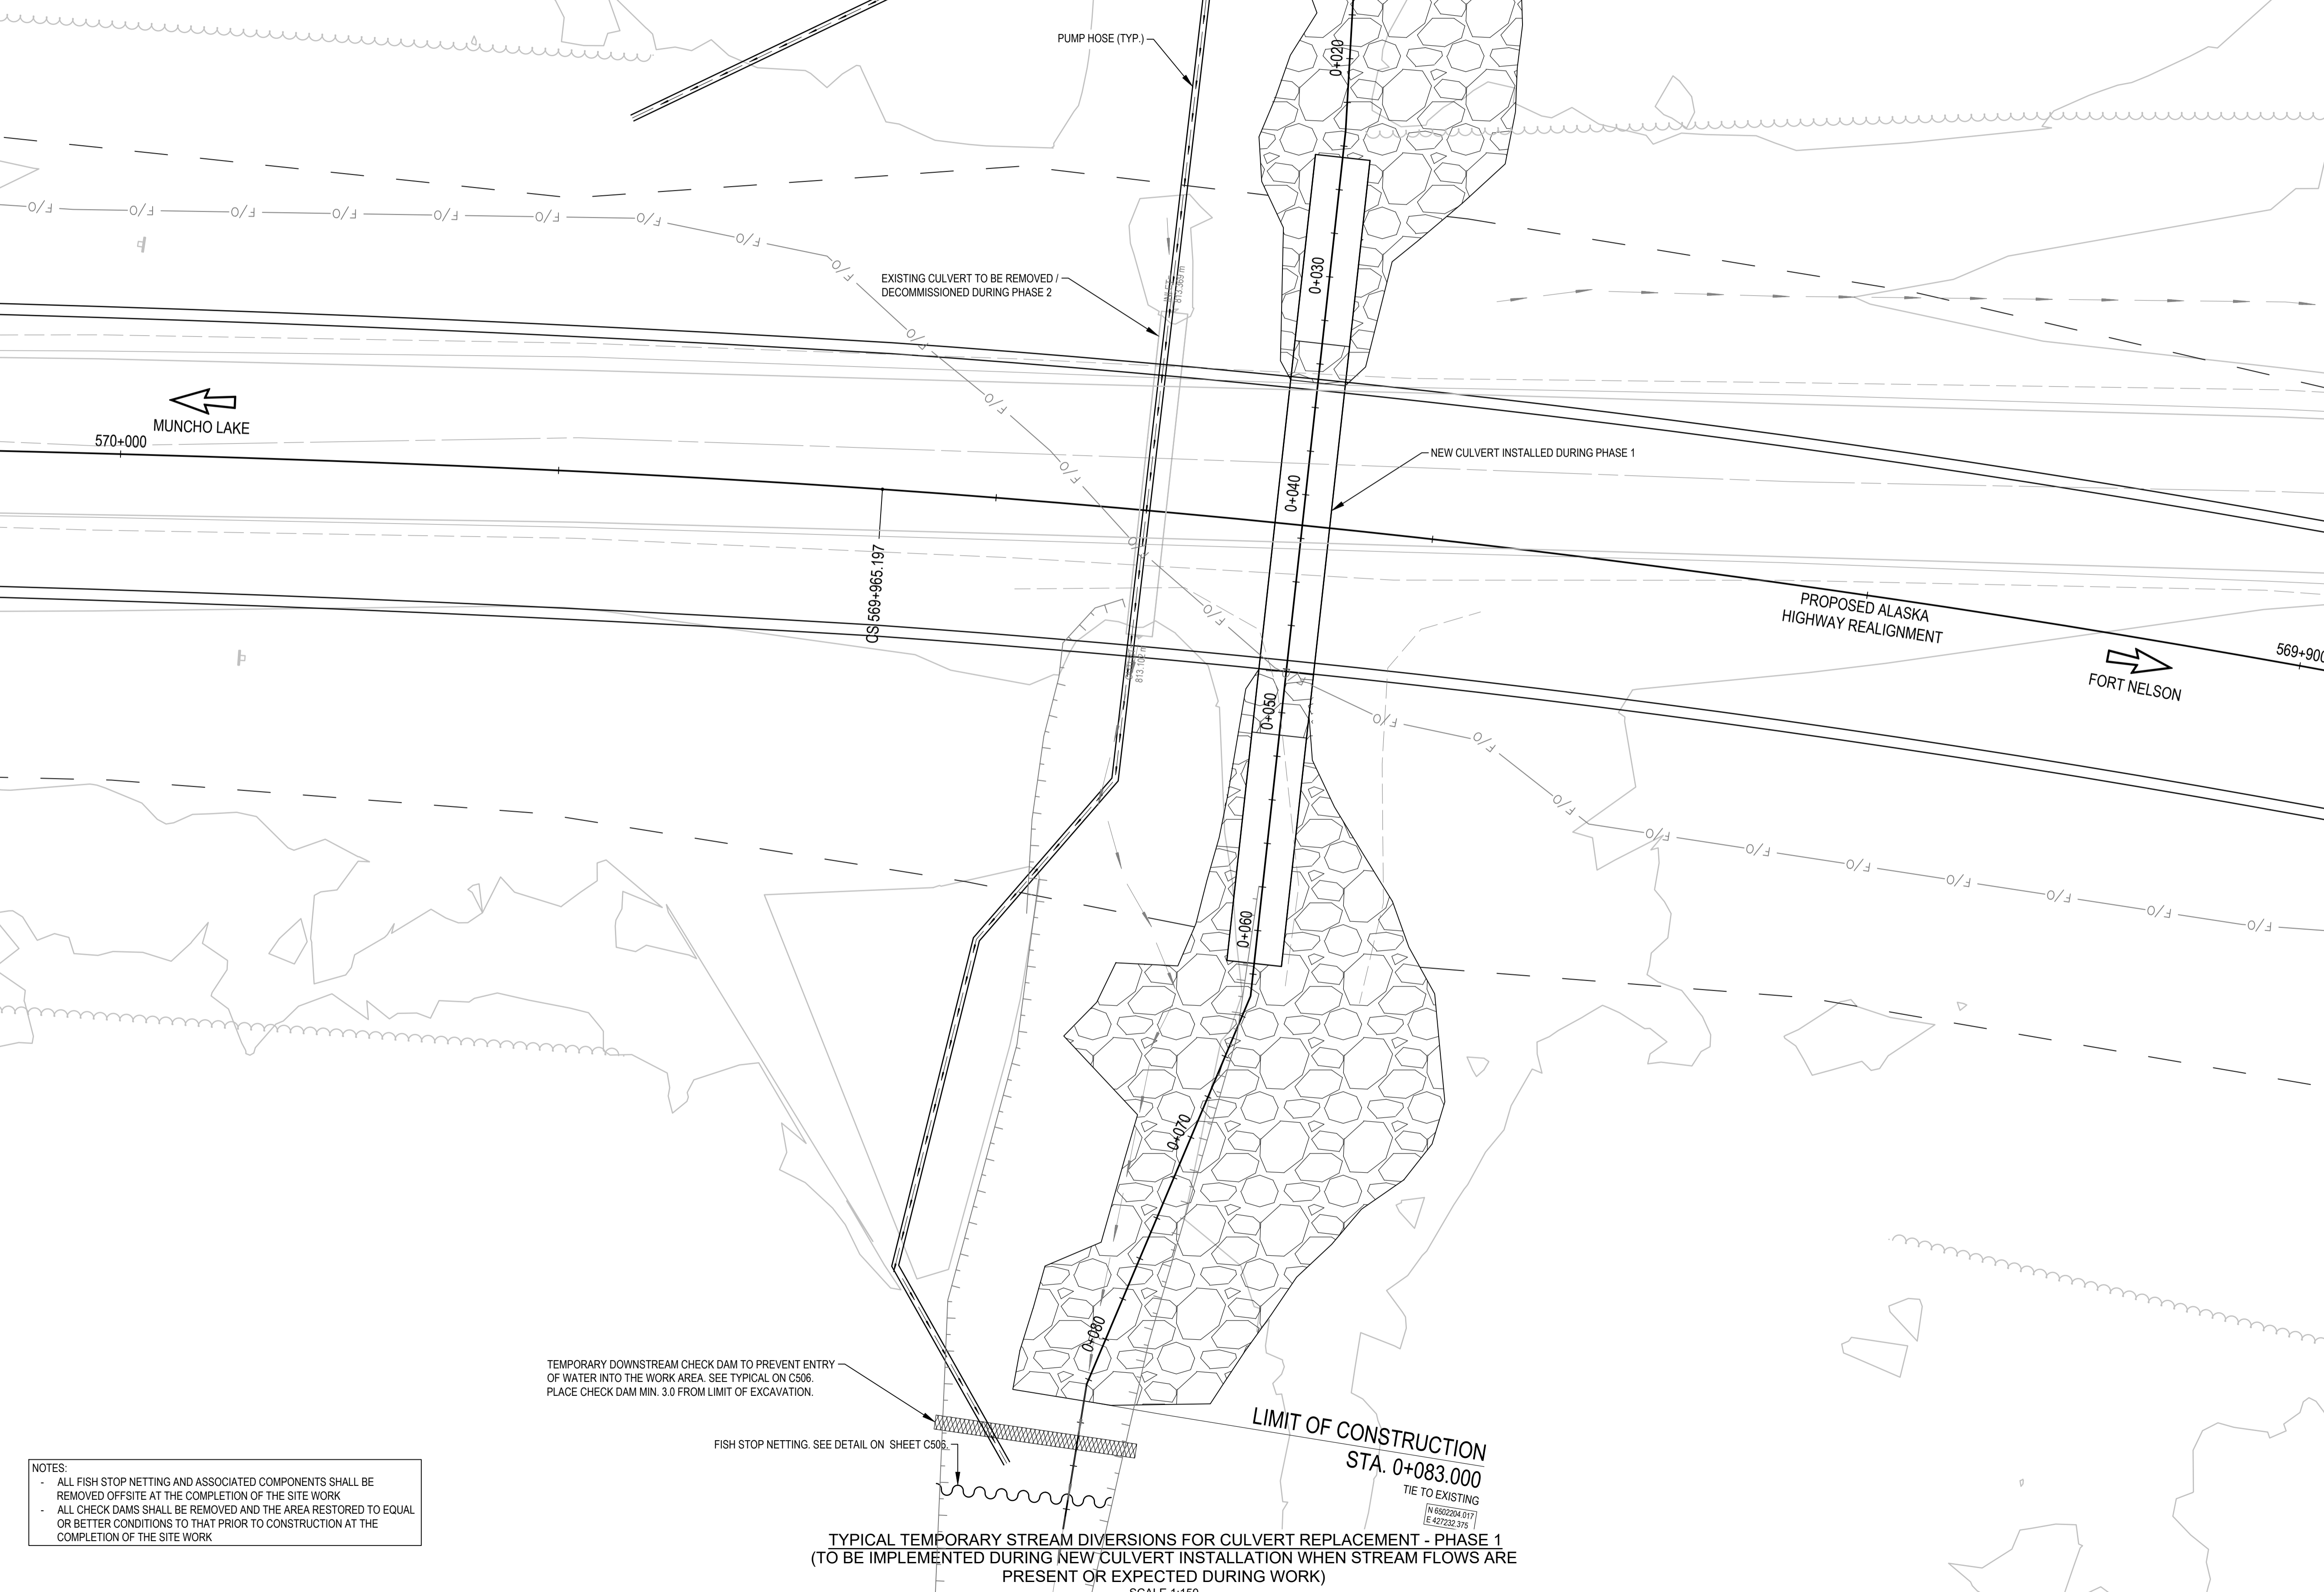 PUMP HOSE (TYP.)
0+020
F/O
F/O
F/O
F/O
F/O
F/O
F/O
F/O
F/O
F/O
F/O
F/O
EXISTING CULVERT TO BE REMOVED /
DECOMMISSIONED DURING PHASE 2
813.369 m
0+030
MUNCHO LAKE
570+000
NEW CULVERT INSTALLED DURING PHASE 1
0+040
CS 569+965.197
F/O
PROPOSED ALASKA
HIGHWAY REALIGNMENT
569+900
FORT NELSON
0+050
F/O
F/O
F/O
F/O
F/O
F/O
F/O
F/O
F/O
F/O
0+060
0+070
0+080
TEMPORARY DOWNSTREAM CHECK DAM TO PREVENT ENTRY
OF WATER INTO THE WORK AREA. SEE TYPICAL ON C506.
PLACE CHECK DAM MIN. 3.0 FROM LIMIT OF EXCAVATION.
FISH STOP NETTING. SEE DETAIL ON SHEET C506.
LIMIT OF CONSTRUCTION
STA. 0+083.000
TIE TO EXISTING
N 6502204.017
E 427232.375
NOTES:
- ALL FISH STOP NETTING AND ASSOCIATED COMPONENTS SHALL BE
REMOVED OFFSITE AT THE COMPLETION OF THE SITE WORK
- ALL CHECK DAMS SHALL BE REMOVED AND THE AREA RESTORED TO EQUAL
OR BETTER CONDITIONS TO THAT PRIOR TO CONSTRUCTION AT THE
COMPLETION OF THE SITE WORK
TYPICAL TEMPORARY STREAM DIVERSIONS FOR CULVERT REPLACEMENT - PHASE 1
(TO BE IMPLEMENTED DURING NEW CULVERT INSTALLATION WHEN STREAM FLOWS ARE
PRESENT OR EXPECTED DURING WORK)
SCALE 1:150